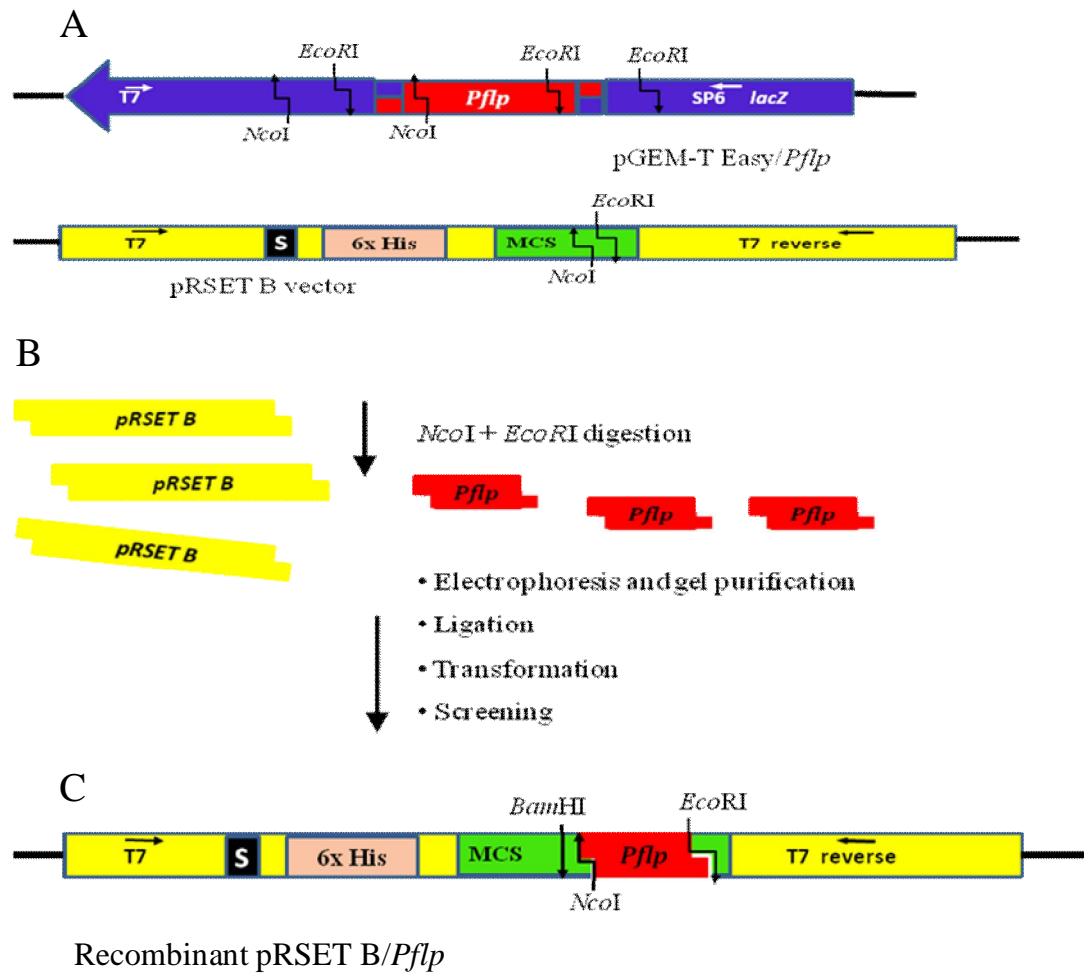 A
EcoRI EcoRI EcoRI
T7 Pflp SP6 lacZ
NcoI NcoI
pGEM-T Easy/Pflp
EcoRI
T7 S 6x His MCS T7 reverse
NcoI
pRSET B vector
B
pRSET B
NcoI + EcoRI digestion
pRSET B
Pflp Pflp Pflp
pRSET B
• Electrophoresis and gel purification
• Ligation
• Transformation
• Screening
C
BamHI EcoRI
T7 S 6x His MCS Pflp T7 reverse
NcoI
Recombinant pRSET B/Pflp